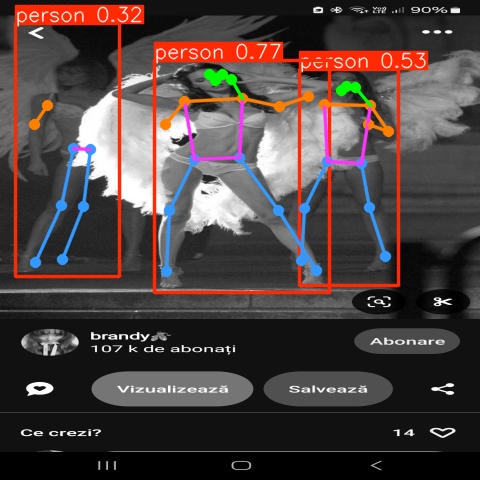 person 0.32
person 0.77
person 0.53
VoLTE 90%
brandy
107 k de abonați
Abonare
Vizualizează
Salvează
Ce crezi?
14